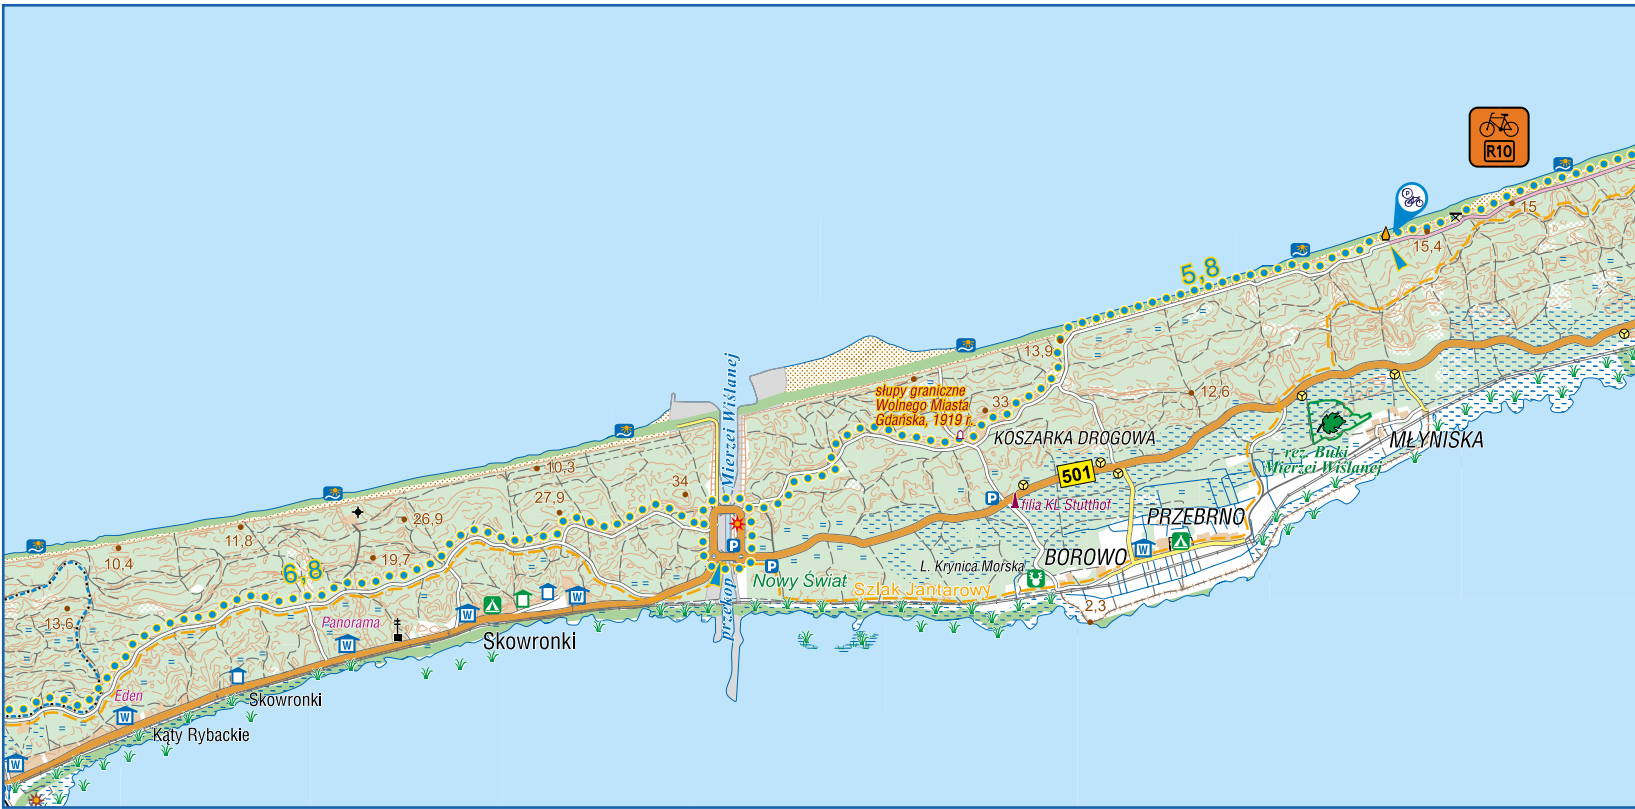 R10
P
15
15,4
5,8
13,9
12,6
słupy graniczne
Wolnego Miasta
Gdańska, 1919 r.
33
KOSZARKA DROGOWA
MŁYNISKA
rez. Buki
Mierzei Wiślanej
501
P
filia KL Stutthof
PRZEBRNO
W
BOROWO
L. Krynica Morska
Szlak Jantarowy
2,3
przekop Mierzei Wiślanej
P
P
Nowy Świat
34
10,3
27,9
26,9
11,8
19,7
10,4
6,8
13,6
Panorama
W
W
W
Skowronki
Eden
W
Skowronki
Kąty Rybackie
W